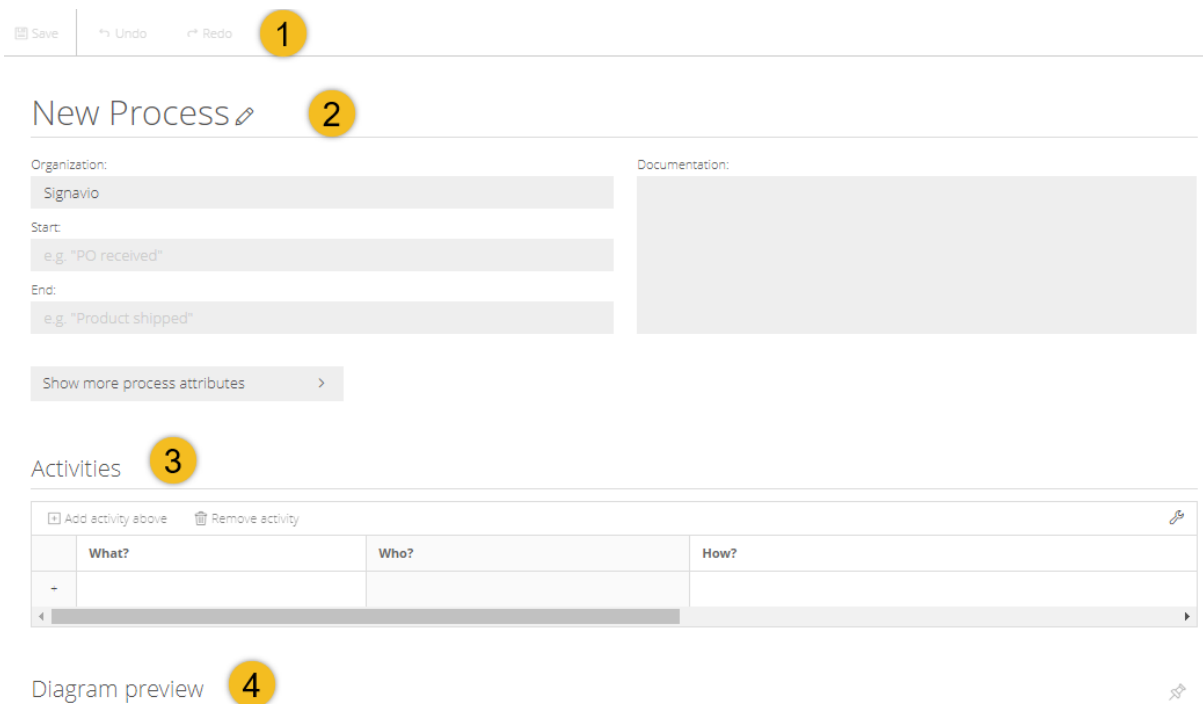 Save Undo Redo 1
New Process 2
Organization:
Signavio
Start:
e.g. "PO received"
End:
e.g. "Product shipped"
Documentation:
Show more process attributes >
Activities 3
+ Add activity above Remove activity
What? Who? How?
+
Diagram preview 4